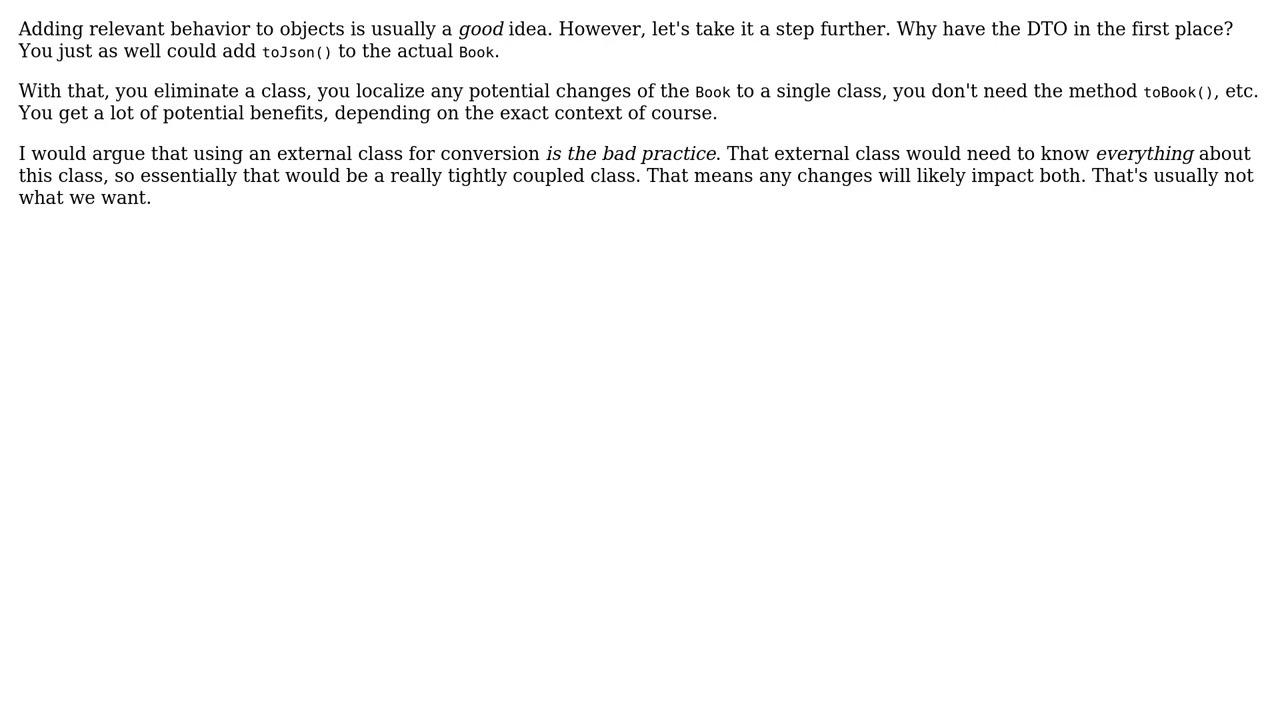 Adding relevant behavior to objects is usually a good idea. However, let's take it a step further. Why have the DTO in the first place?
You just as well could add toJson() to the actual Book.
With that, you eliminate a class, you localize any potential changes of the Book to a single class, you don't need the method toBook(), etc.
You get a lot of potential benefits, depending on the exact context of course.
I would argue that using an external class for conversion is the bad practice. That external class would need to know everything about
this class, so essentially that would be a really tightly coupled class. That means any changes will likely impact both. That's usually not
what we want.